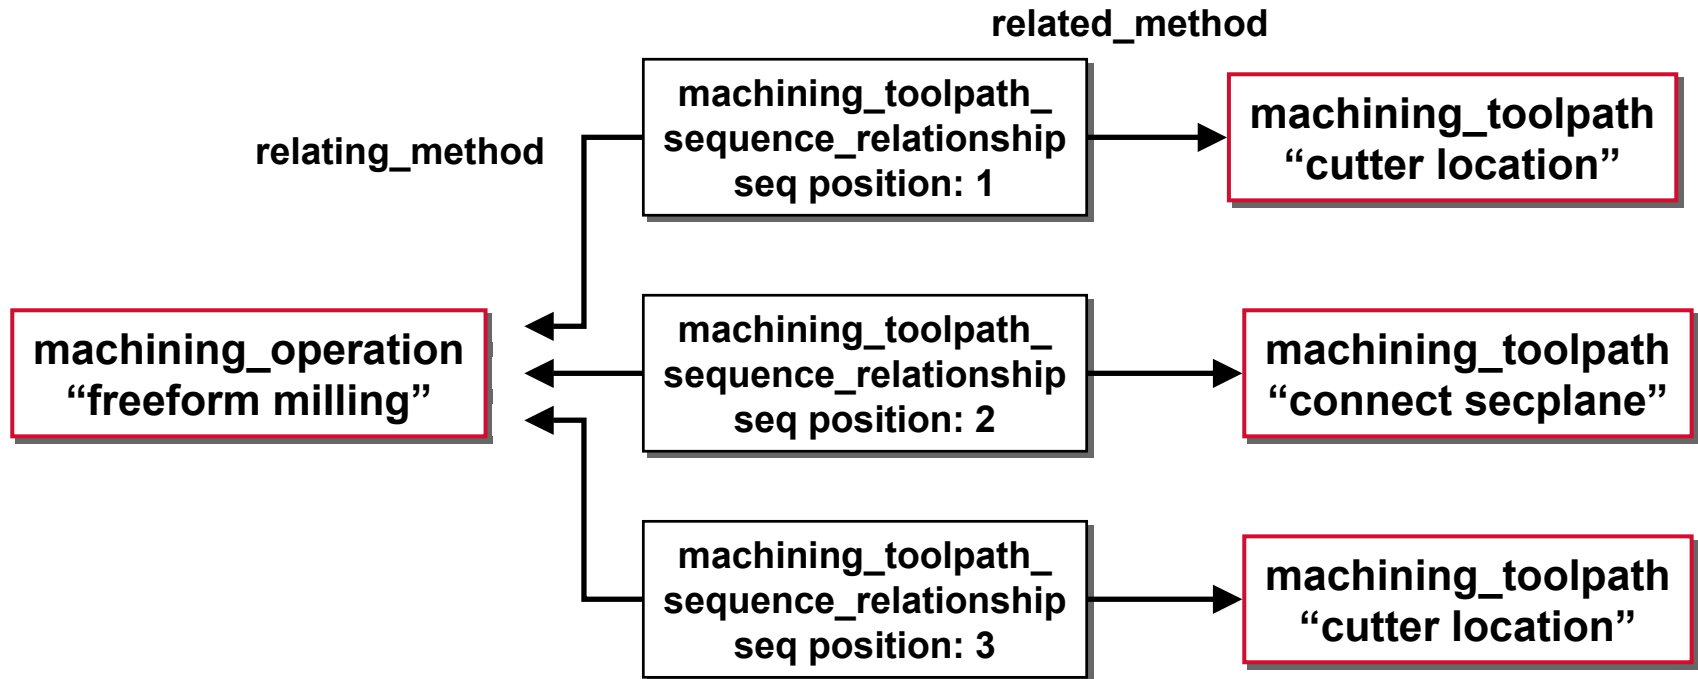 related_method
machining_toolpath_
sequence_relationship
seq position: 1
machining_toolpath
“cutter location”
relating_method
machining_operation
“freeform milling”
machining_toolpath_
sequence_relationship
seq position: 2
machining_toolpath
“connect secplane”
machining_toolpath_
sequence_relationship
seq position: 3
machining_toolpath
“cutter location”